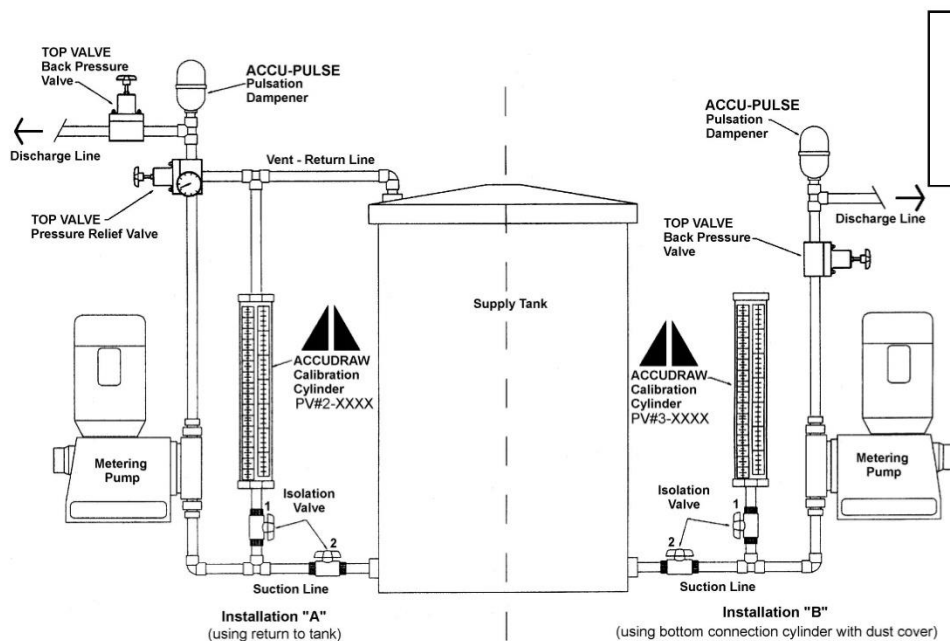 TOP VALVE
Back Pressure
Valve
ACCU-PULSE
Pulsation
Dampener
Discharge Line
Vent - Return Line
TOP VALVE
Pressure Relief Valve
ACCUDRAW
Calibration
Cylinder
PV#2-XXXX
Metering
Pump
Isolation
Valve
1
2
Suction Line
Installation "A"
(using return to tank)
Supply Tank
ACCU-PULSE
Pulsation
Dampener
Discharge Line
TOP VALVE
Back Pressure
Valve
ACCUDRAW
Calibration
Cylinder
PV#3-XXXX
Metering
Pump
Isolation
Valve
1
2
Suction Line
Installation "B"
(using bottom connection cylinder with dust cover)